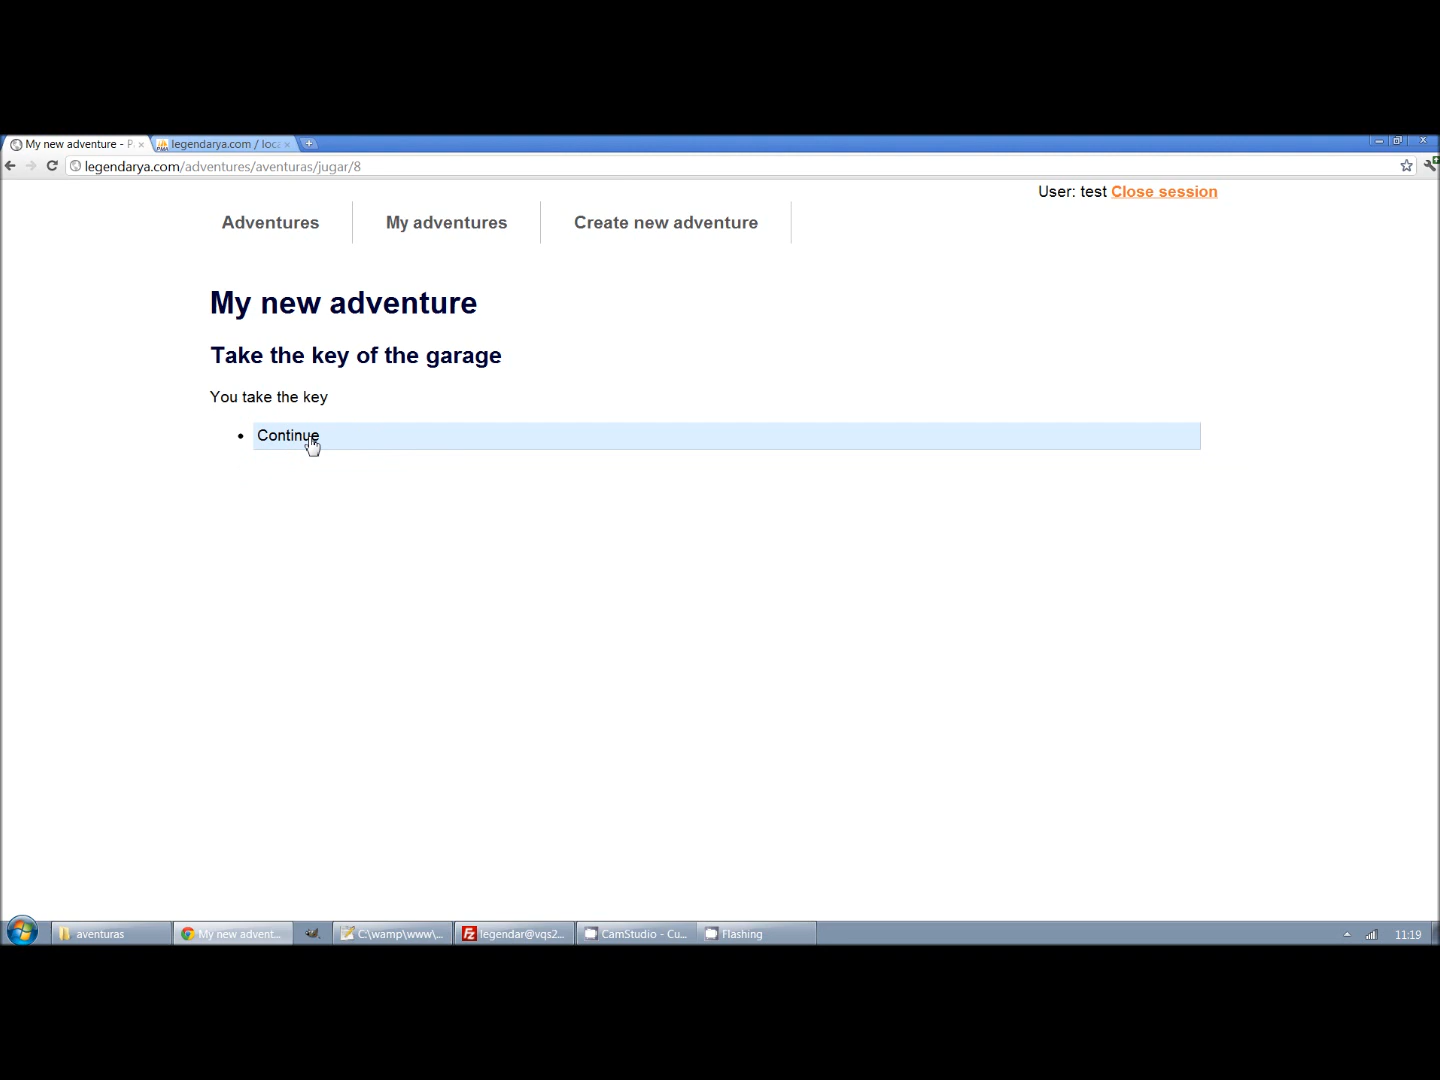 My new adventure - P
legendarya.com / loca
legendarya.com/adventures/aventuras/jugar/8
User: test Close session
Adventures
My adventures
Create new adventure
My new adventure
Take the key of the garage
You take the key
• Continue
aventuras
My new advent...
C:\wamp\www\...
legendar@vqs2...
CamStudio - Cu...
Flashing
11:19